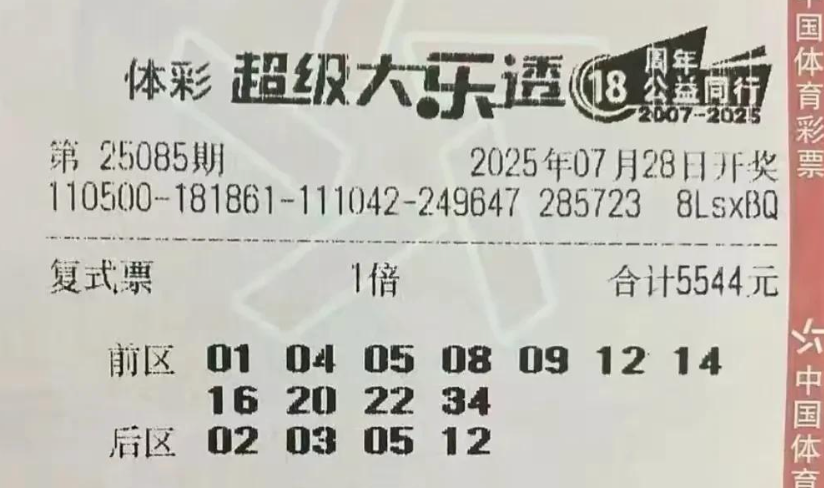 体彩 超级大乐透 18 周年 公益同行 2007-2025
第 25085期 2025年07月28日开奖
110500-181861-111042-249647 285723 8LsxBQ
复式票 1倍 合计5544元
前区 01 04 05 08 09 12 14
16 20 22 34
后区 02 03 05 12
中国体育彩票
中国体育